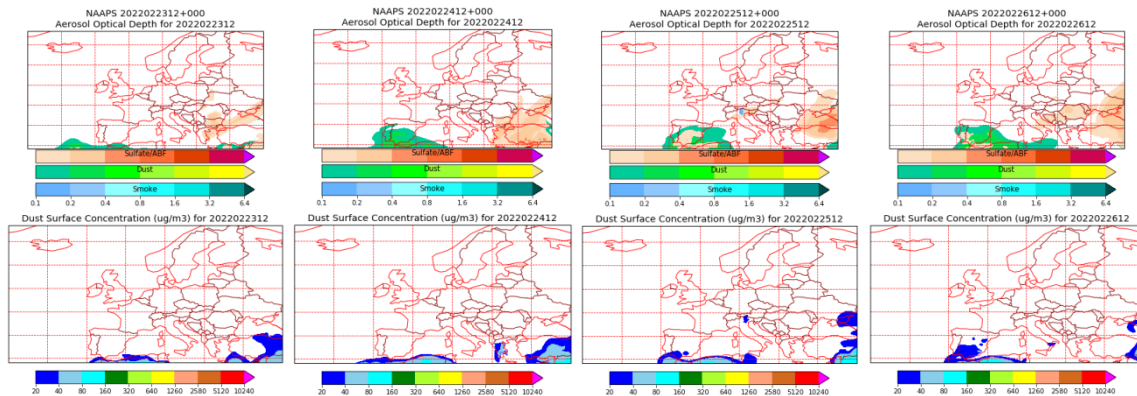 NAAPS 2022022312+000
Aerosol Optical Depth for 2022022312
Sulfate/ABF
Dust
Smoke
0.1 0.2 0.4 0.8 1.6 3.2 6.4
NAAPS 2022022412+000
Aerosol Optical Depth for 2022022412
Sulfate/ABF
Dust
Smoke
0.1 0.2 0.4 0.8 1.6 3.2 6.4
NAAPS 2022022512+000
Aerosol Optical Depth for 2022022512
Sulfate/ABF
Dust
Smoke
0.1 0.2 0.4 0.8 1.6 3.2 6.4
NAAPS 2022022612+000
Aerosol Optical Depth for 2022022612
Sulfate/ABF
Dust
Smoke
0.1 0.2 0.4 0.8 1.6 3.2 6.4
Dust Surface Concentration (ug/m3) for 2022022312
20 40 80 160 320 640 1260 2580 5120 10240
Dust Surface Concentration (ug/m3) for 2022022412
20 40 80 160 320 640 1260 2580 5120 10240
Dust Surface Concentration (ug/m3) for 2022022512
20 40 80 160 320 640 1260 2580 5120 10240
Dust Surface Concentration (ug/m3) for 2022022612
20 40 80 160 320 640 1260 2580 5120 10240